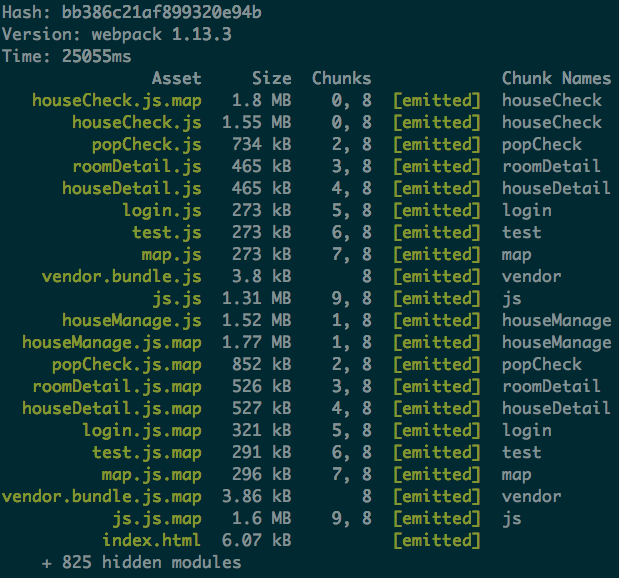 Hash: bb386c21af899320e94b
Version: webpack 1.13.3
Time: 25055ms
Asset Size Chunks Chunk Names
houseCheck.js.map 1.8 MB 0, 8 [emitted] houseCheck
houseCheck.js 1.55 MB 0, 8 [emitted] houseCheck
popCheck.js 734 kB 2, 8 [emitted] popCheck
roomDetail.js 465 kB 3, 8 [emitted] roomDetail
houseDetail.js 465 kB 4, 8 [emitted] houseDetail
login.js 273 kB 5, 8 [emitted] login
test.js 273 kB 6, 8 [emitted] test
map.js 273 kB 7, 8 [emitted] map
vendor.bundle.js 3.8 kB 8 [emitted] vendor
js.js 1.31 MB 9, 8 [emitted] js
houseManage.js 1.52 MB 1, 8 [emitted] houseManage
houseManage.js.map 1.77 MB 1, 8 [emitted] houseManage
popCheck.js.map 852 kB 2, 8 [emitted] popCheck
roomDetail.js.map 526 kB 3, 8 [emitted] roomDetail
houseDetail.js.map 527 kB 4, 8 [emitted] houseDetail
login.js.map 321 kB 5, 8 [emitted] login
test.js.map 291 kB 6, 8 [emitted] test
map.js.map 296 kB 7, 8 [emitted] map
vendor.bundle.js.map 3.86 kB 8 [emitted] vendor
js.js.map 1.6 MB 9, 8 [emitted] js
index.html 6.07 kB [emitted]
+ 825 hidden modules